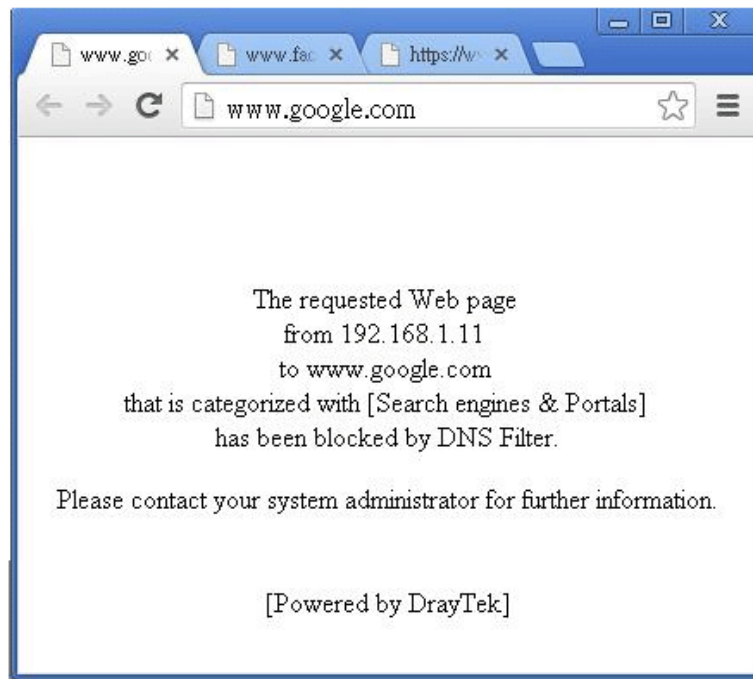 www.goo
www.fac
https://w
www.google.com
The requested Web page
from 192.168.1.11
to www.google.com
that is categorized with [Search engines & Portals]
has been blocked by DNS Filter.
Please contact your system administrator for further information.
[Powered by DrayTek]